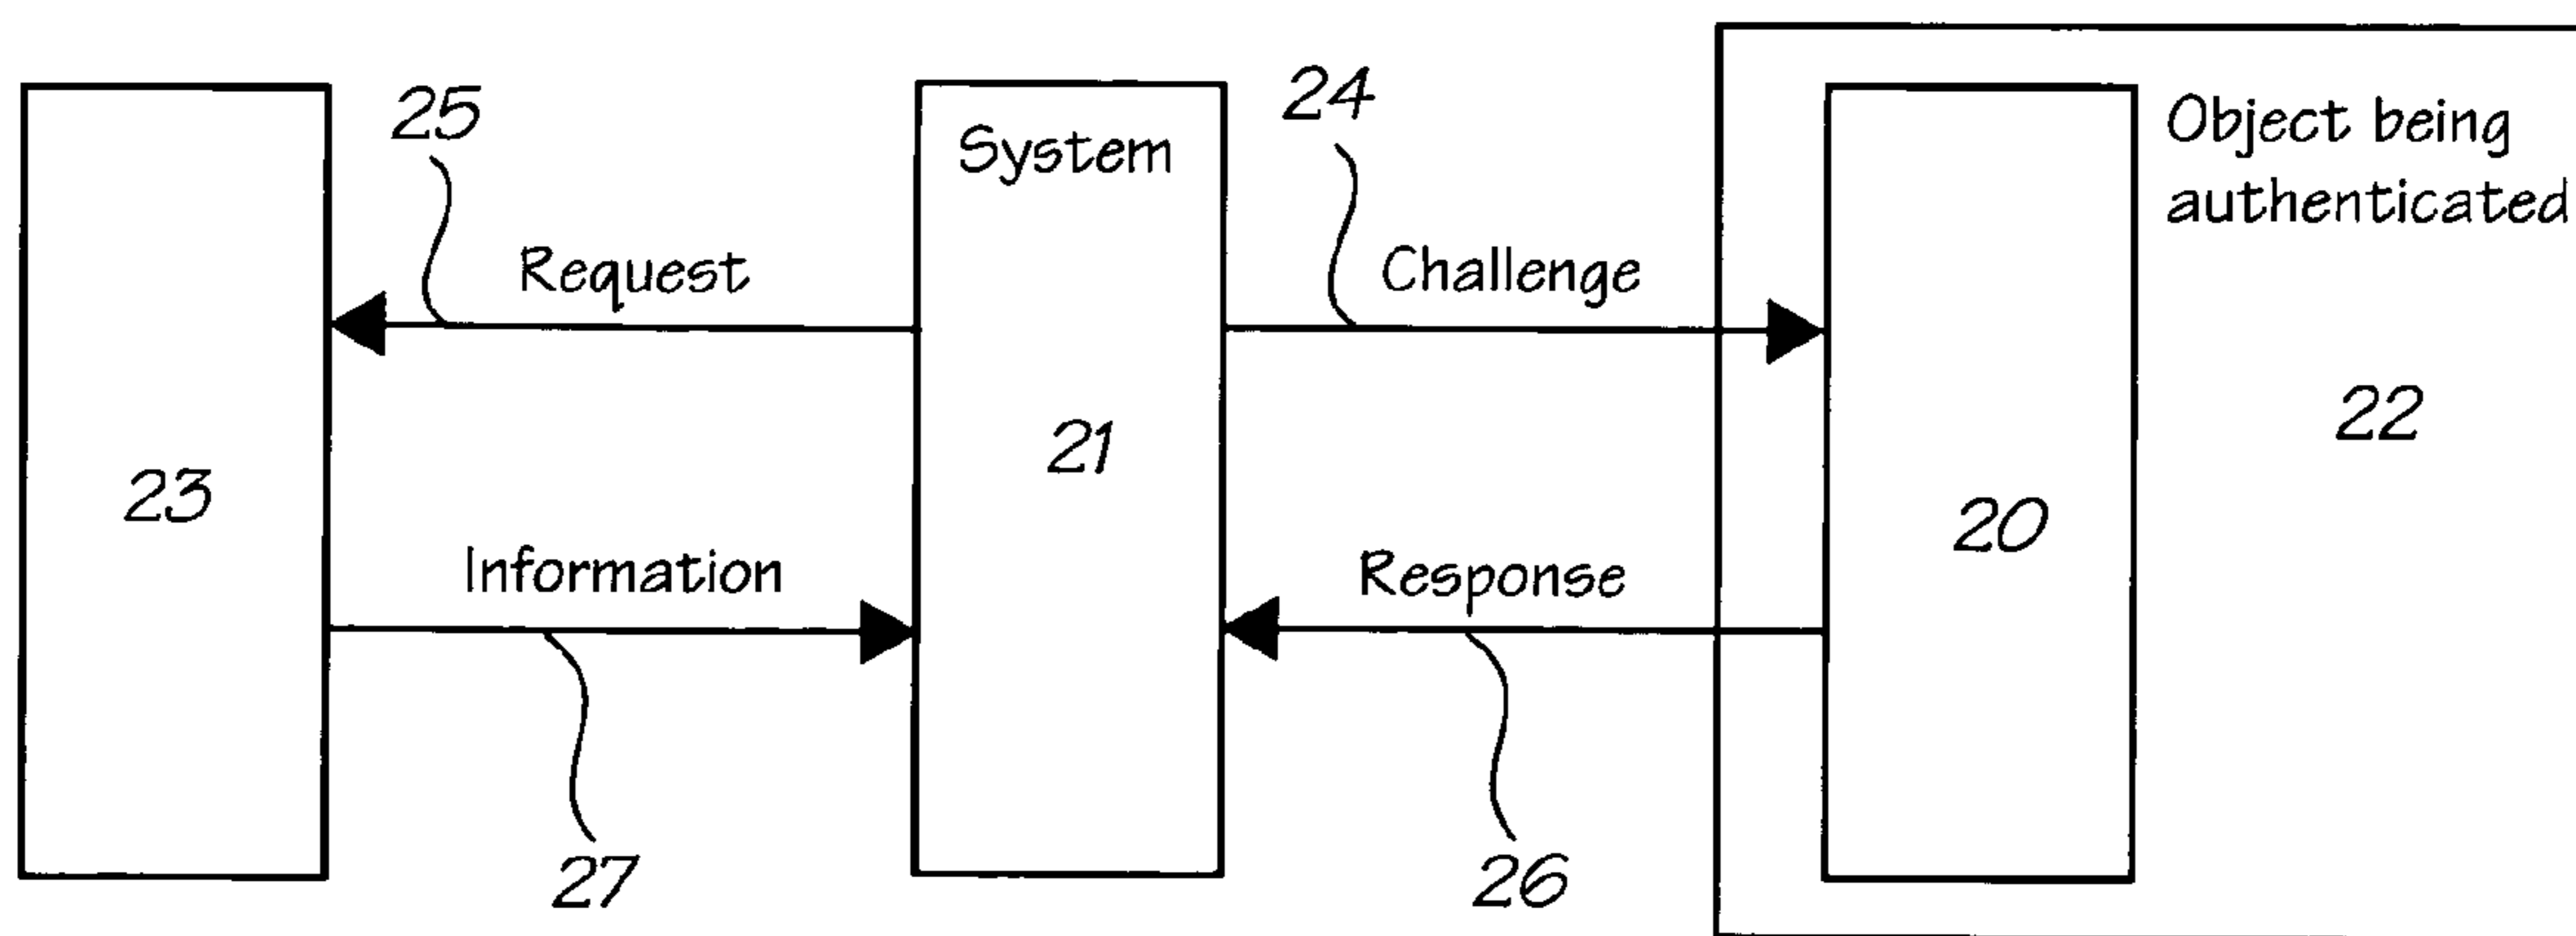 25
24
System
Object being
authenticated
Request
Challenge
22
21
23
20
Information
Response
27
26